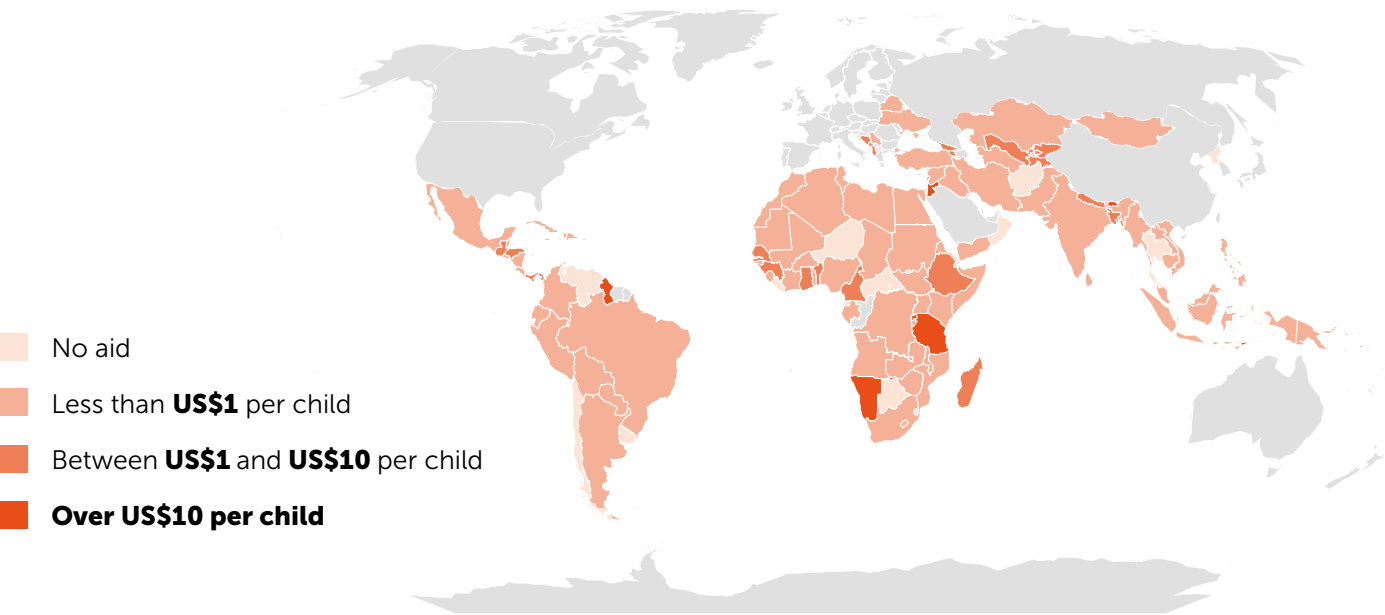 No aid
Less than US$1 per child
Between US$1 and US$10 per child
Over US$10 per child